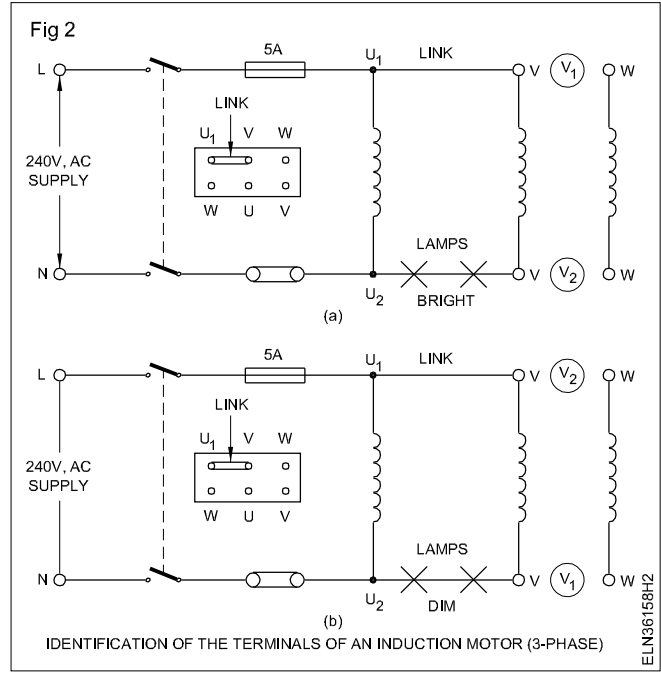 Fig 2
L
5A
U1
LINK
V
V1
W
LINK
U1 V W
240V, AC
SUPPLY
W U V
LAMPS
N
U2
BRIGHT
V
V2
W
(a)
L
5A
U1
LINK
V
V2
W
LINK
U1 V W
240V, AC
SUPPLY
W U V
LAMPS
N
U2
DIM
V
V1
W
(b)
IDENTIFICATION OF THE TERMINALS OF AN INDUCTION MOTOR (3-PHASE)
ELN36158H2